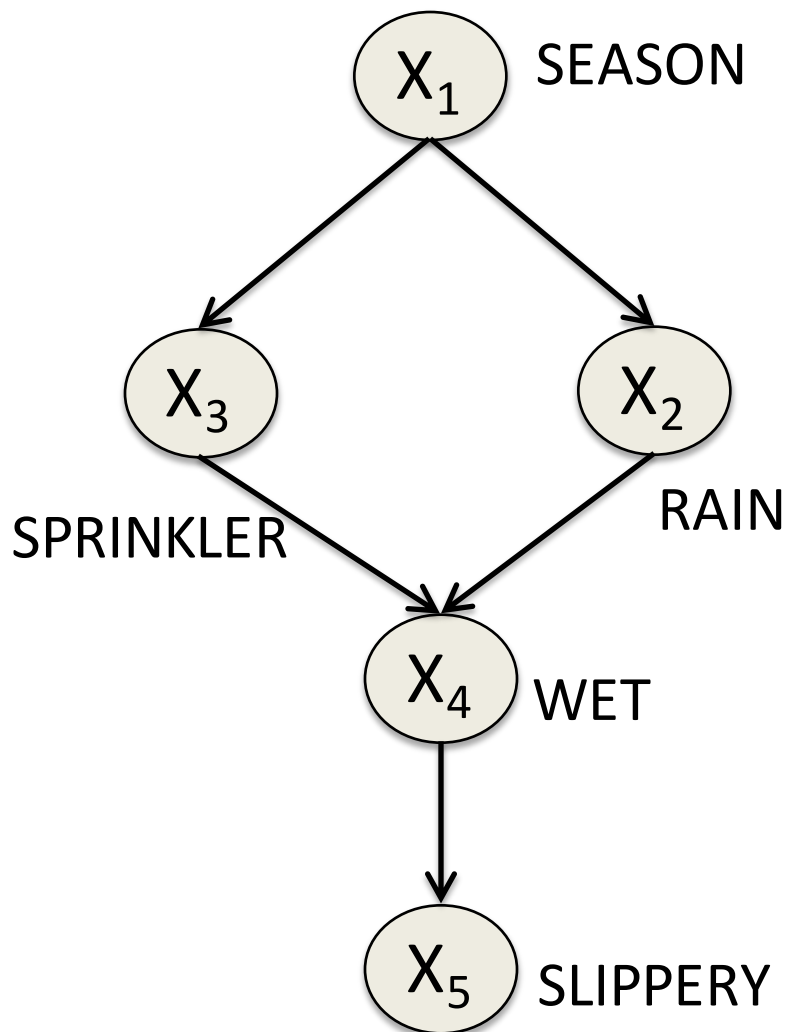 X₁ SEASON
X₃
X₂
SPRINKLER
RAIN
X₄ WET
X₅ SLIPPERY